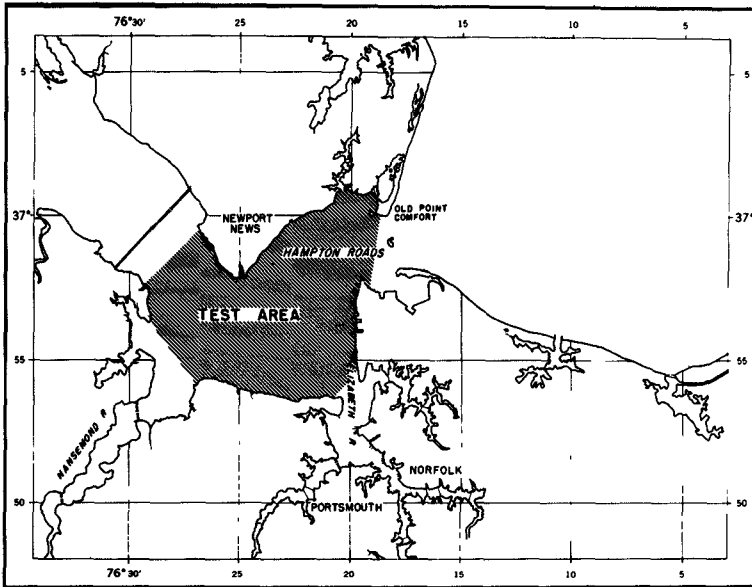 76°30' 25 20 15 10 5
5 5
37° 37°
OLD POINT
COMFORT
NEWPORT
NEWS
HAMPTON ROADS
TEST AREA
55 55
ELIZABETH R
HANSEMOND R
NORFOLK
50 50
PORTSMOUTH
76°30' 25 20 15 10 5